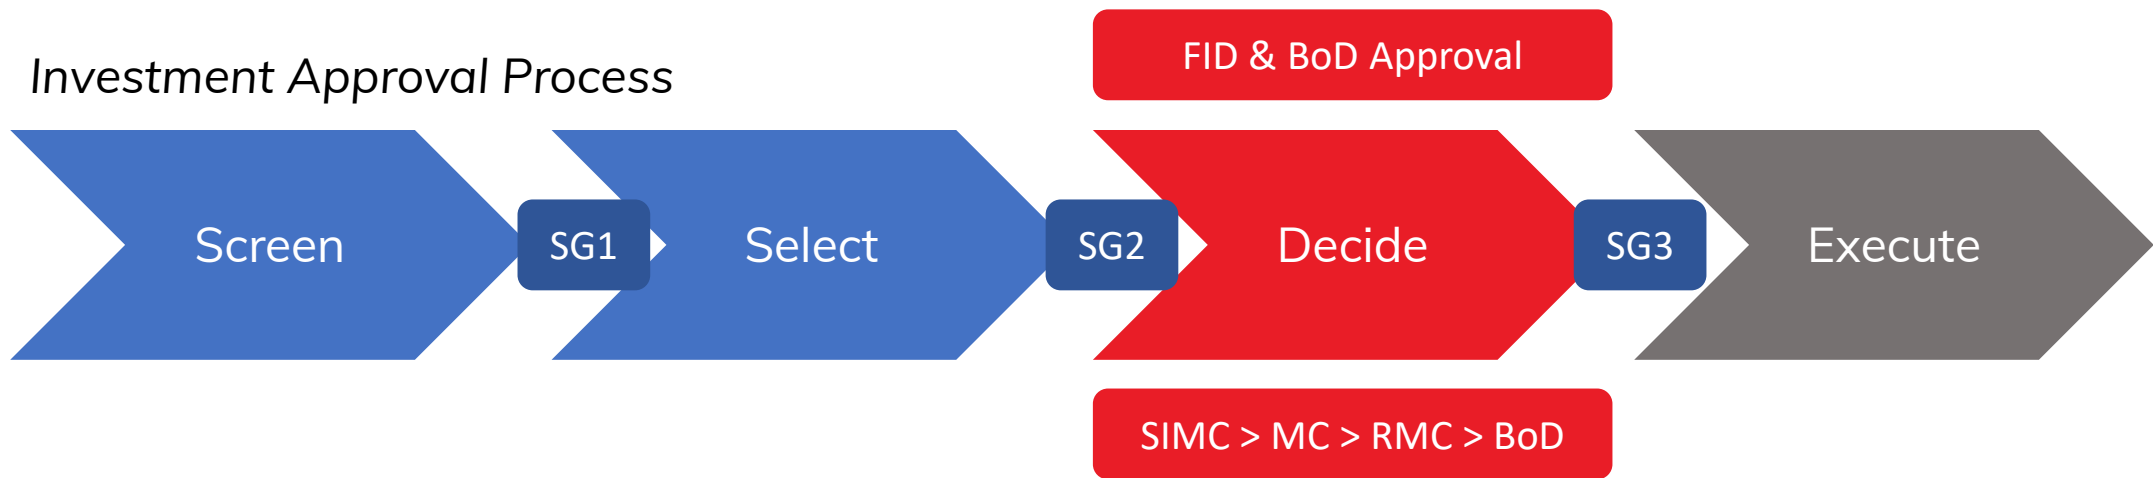 Investment Approval Process
FID & BoD Approval
Screen
SG1
Select
SG2
Decide
SG3
Execute
SIMC > MC > RMC > BoD